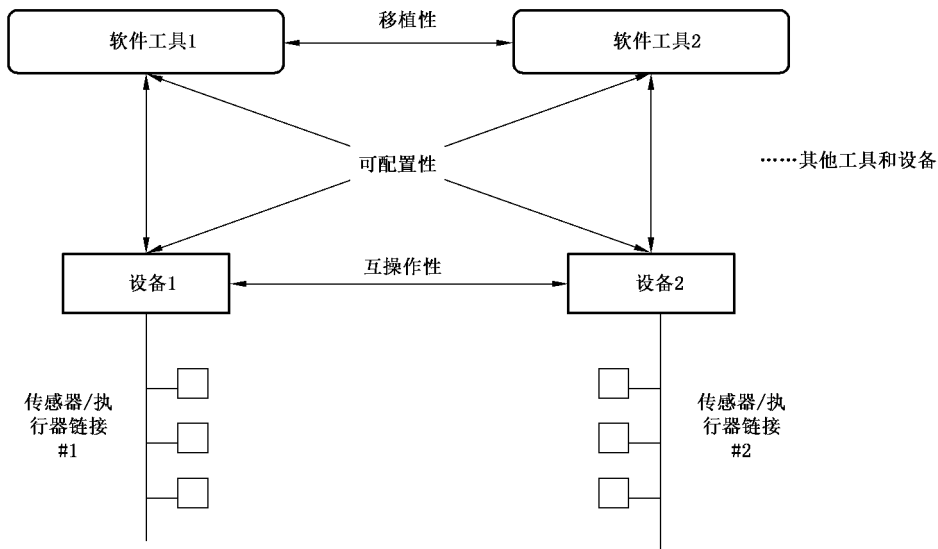 软件工具1
移植性
软件工具2
可配置性
……其他工具和设备
设备1
互操作性
设备2
传感器/执
行器链接
#1
传感器/执
行器链接
#2